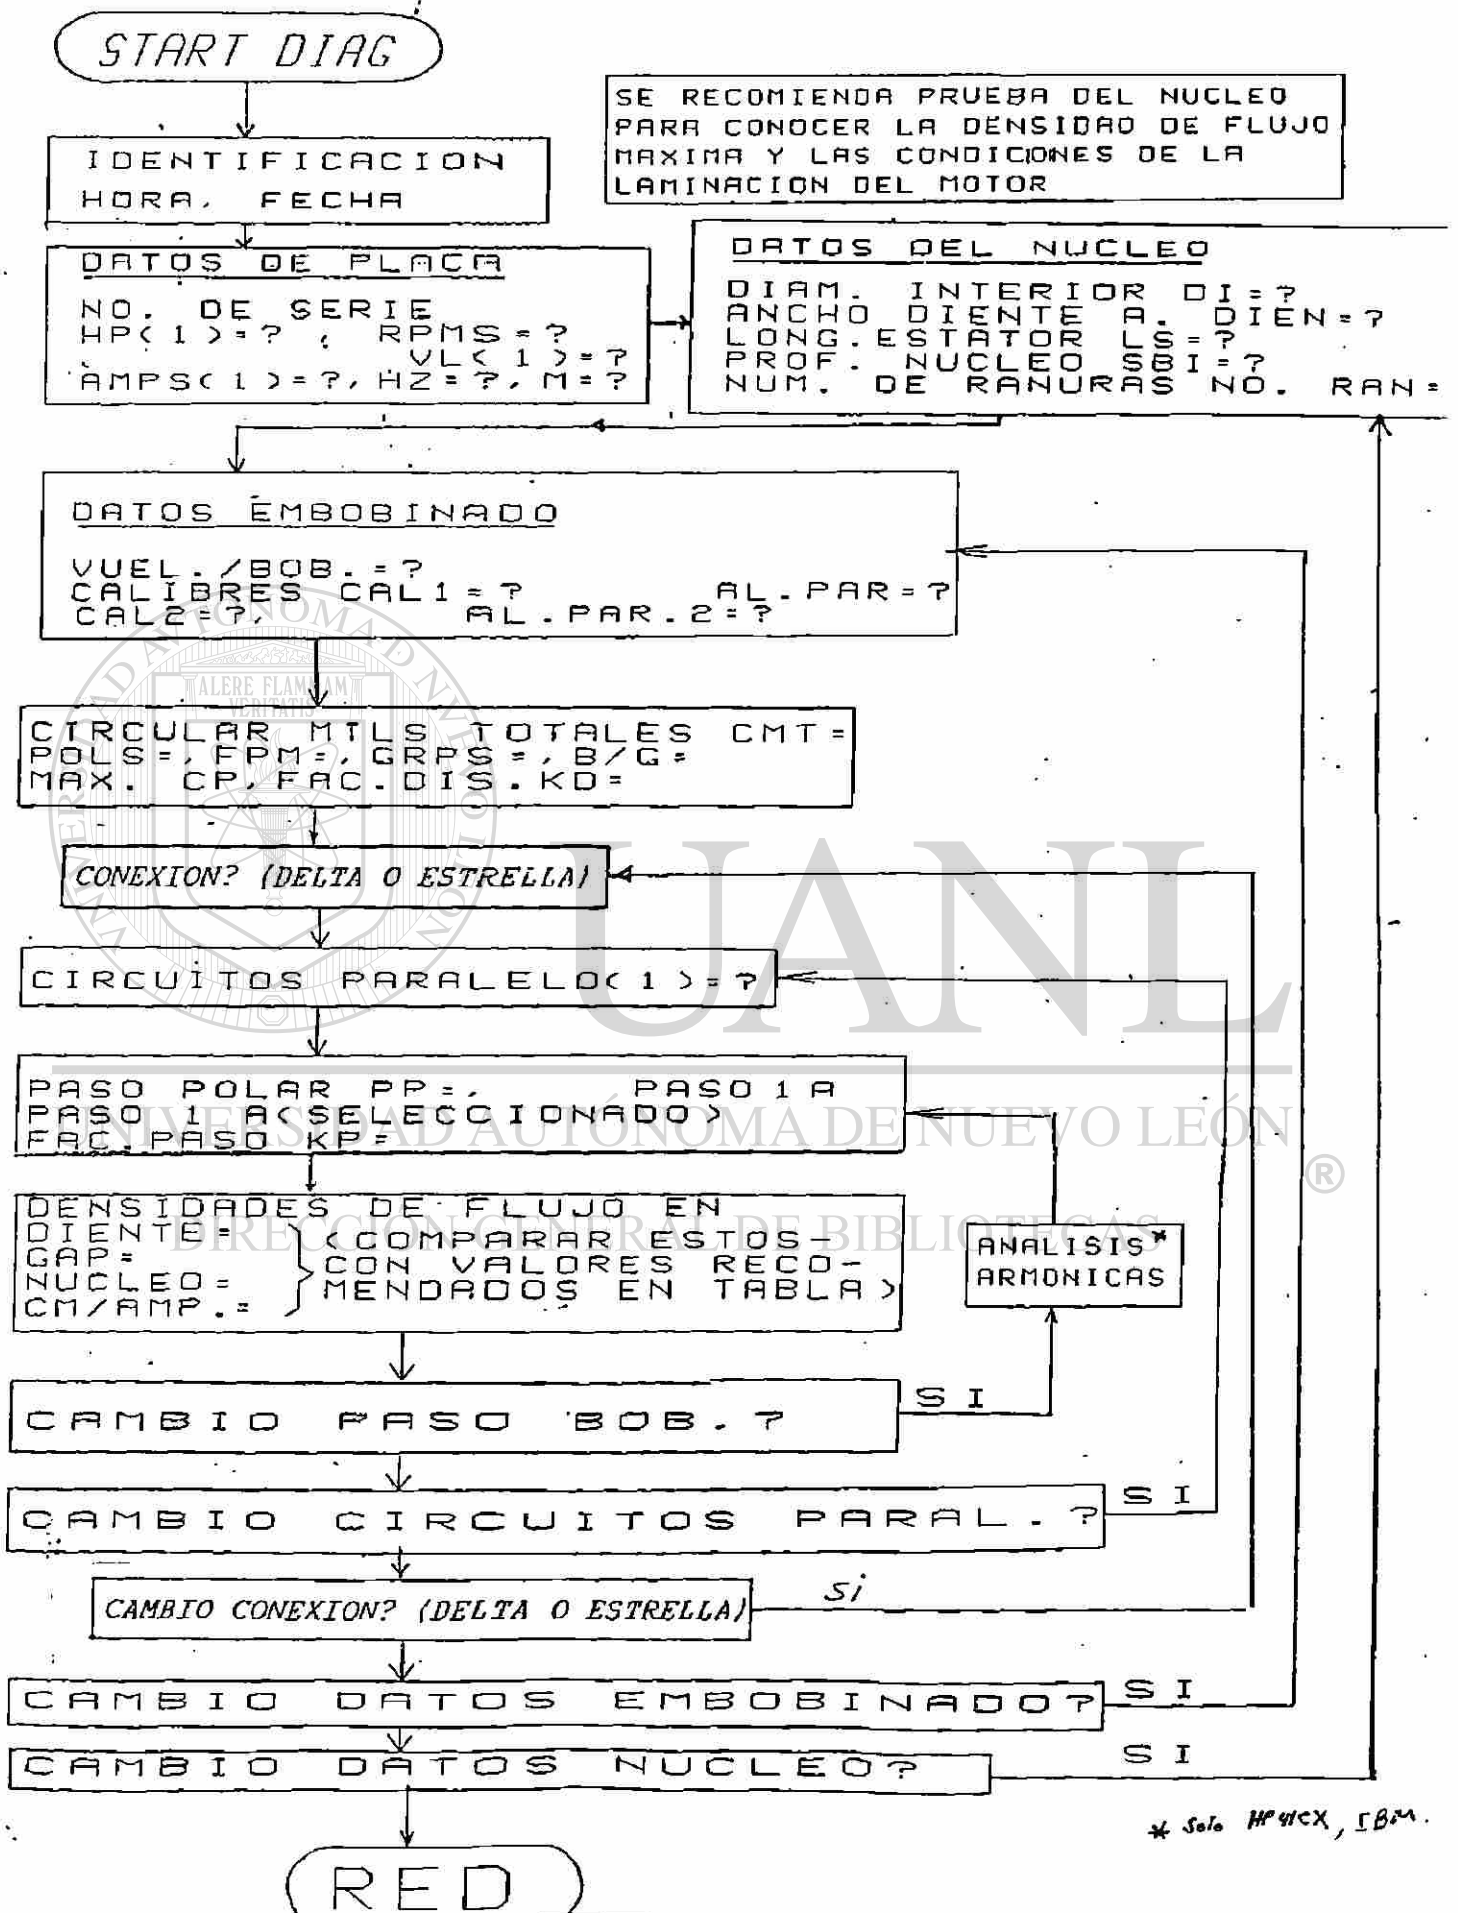 START DIAG
SE RECOMIENDA PRUEBA DEL NUCLEO
PARA CONOCER LA DENSIDAD DE FLUJO
MAXIMA Y LAS CONDICIONES DE LA
LAMINACION DEL MOTOR
IDENTIFICACION
HORA, FECHA
DATOS DE PLACA
NO. DE SERIE
HP(1)=?, RPMS=?
VL(1)=?
AMPS(1)=?, HZ=?, M=?
DATOS DEL NUCLEO
DIAM. INTERIOR DI=?
ANCHO DIENTE A. DIEN=?
LONG. ESTATOR LS=?
PROF. NUCLEO SBI=?
NUM. DE RANURAS NO. RAN=
DATOS EMBOBINADO
VUEL./BOB.=?
CALIBRES CAL1=? AL.PAR=?
CAL2=?, AL.PAR.2=?
UNIVERSIDAD AUTONOMA DE NUEVO LEON
ALERE FLAMMAM
VERITATIS
CIRCULAR MILS TOTALES CMT=
POLS=, FPM=, GRPS=, B/G=
MAX. CP, FAC.DIS.KD=
CONEXION? (DELTA O ESTRELLA)
UANL
CIRCUITOS PARALELO(1)=?
PASO POLAR PP=, PASO 1 A
PASO 1 A(SELECCIONADO)
FAC.PASO KP=
UNIVERSIDAD AUTÓNOMA DE NUEVO LEÓN
®
DIRECCIÓN GENERAL DE BIBLIOTECAS
DENSIDADES DE FLUJO EN
DIENTE= (COMPARAR ESTOS-
GAP= CON VALORES RECO-
NUCLEO= MENDADOS EN TABLA)
CM/AMP.=
ANALISIS*
ARMONICAS
CAMBIO PASO BOB.? SI
CAMBIO CIRCUITOS PARAL.? SI
CAMBIO CONEXION? (DELTA O ESTRELLA) Si
CAMBIO DATOS EMBOBINADO? SI
CAMBIO DATOS NUCLEO? SI
* Solo HP41CX, IBM.
RED